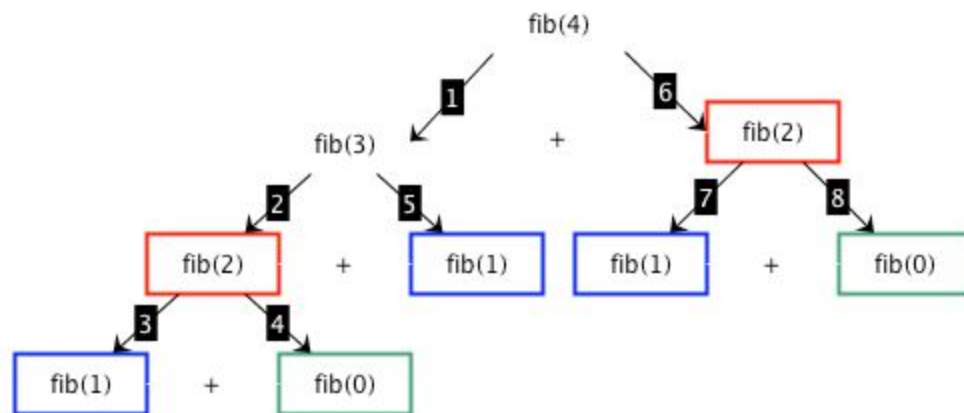 fib(4)
1
6
fib(3)
+
fib(2)
2
5
7
8
fib(2)
+
fib(1)
fib(1)
+
fib(0)
3
4
fib(1)
+
fib(0)